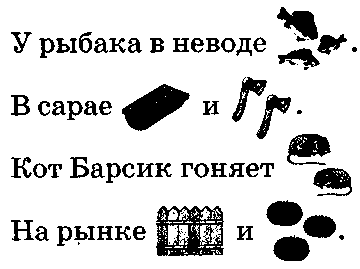 У рыбака в неводе .
В сарае и .
Кот Барсик гоняет
На рынке и .